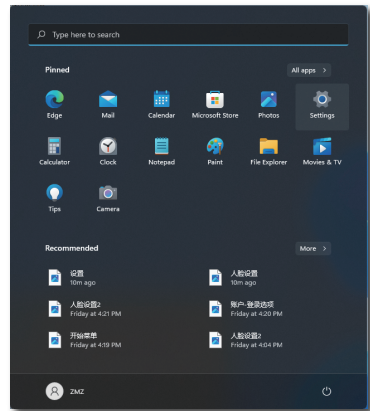 Type here to search
Pinned
All apps >
Edge
Mail
Calendar
Microsoft Store
Photos
Settings
Calculator
Clock
Notepad
Paint
File Explorer
Movies & TV
Tips
Camera
Recommended
More >
设置
10m ago
人脸设置
10m ago
人脸设置2
Friday at 4:21 PM
账户-登录选项
Friday at 4:20 PM
开始菜单
Friday at 4:19 PM
人脸设置2
Friday at 4:04 PM
ZMZ